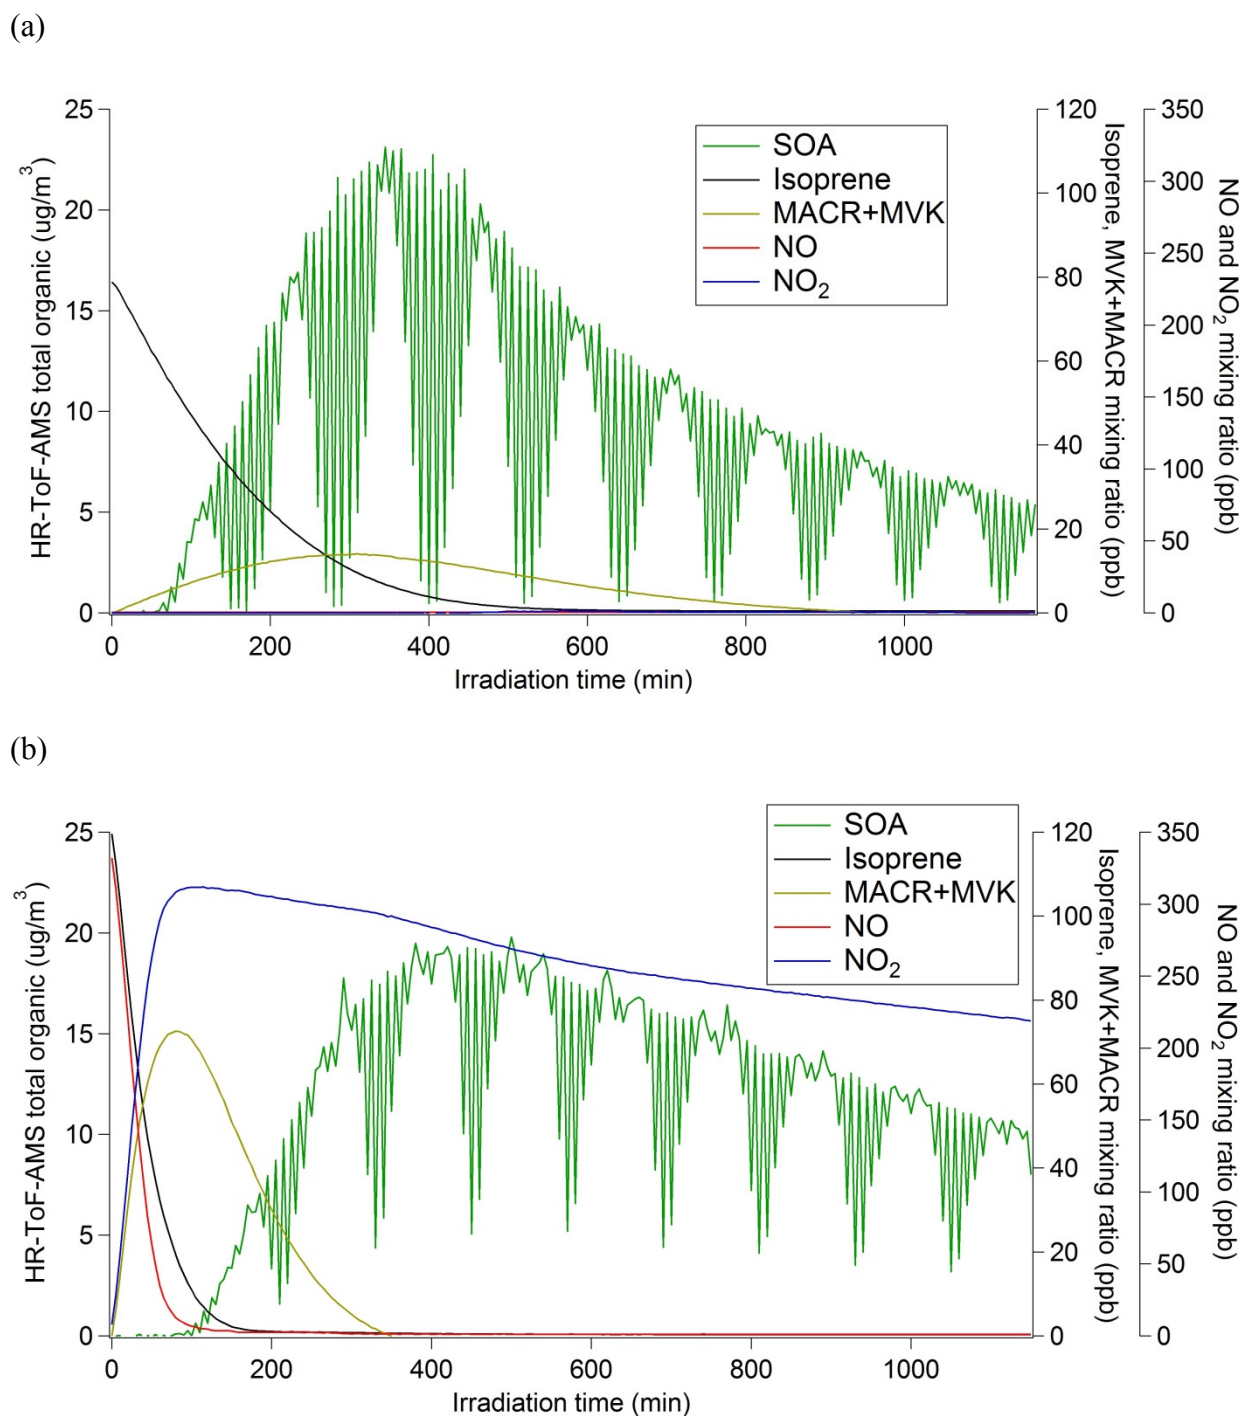 (a)
25
20
15
10
5
0
HR-ToF-AMS total organic (ug/m³)
SOA
Isoprene
MACR+MVK
NO
NO₂
120
100
80
60
40
20
0
Isoprene, MVK+MACR mixing ratio (ppb)
350
300
250
200
150
100
50
0
NO and NO₂ mixing ratio (ppb)
0 200 400 600 800 1000
Irradiation time (min)
(b)
25
20
15
10
5
0
HR-ToF-AMS total organic (ug/m³)
SOA
Isoprene
MACR+MVK
NO
NO₂
120
100
80
60
40
20
0
Isoprene, MVK+MACR mixing ratio (ppb)
350
300
250
200
150
100
50
0
NO and NO₂ mixing ratio (ppb)
0 200 400 600 800 1000
Irradiation time (min)